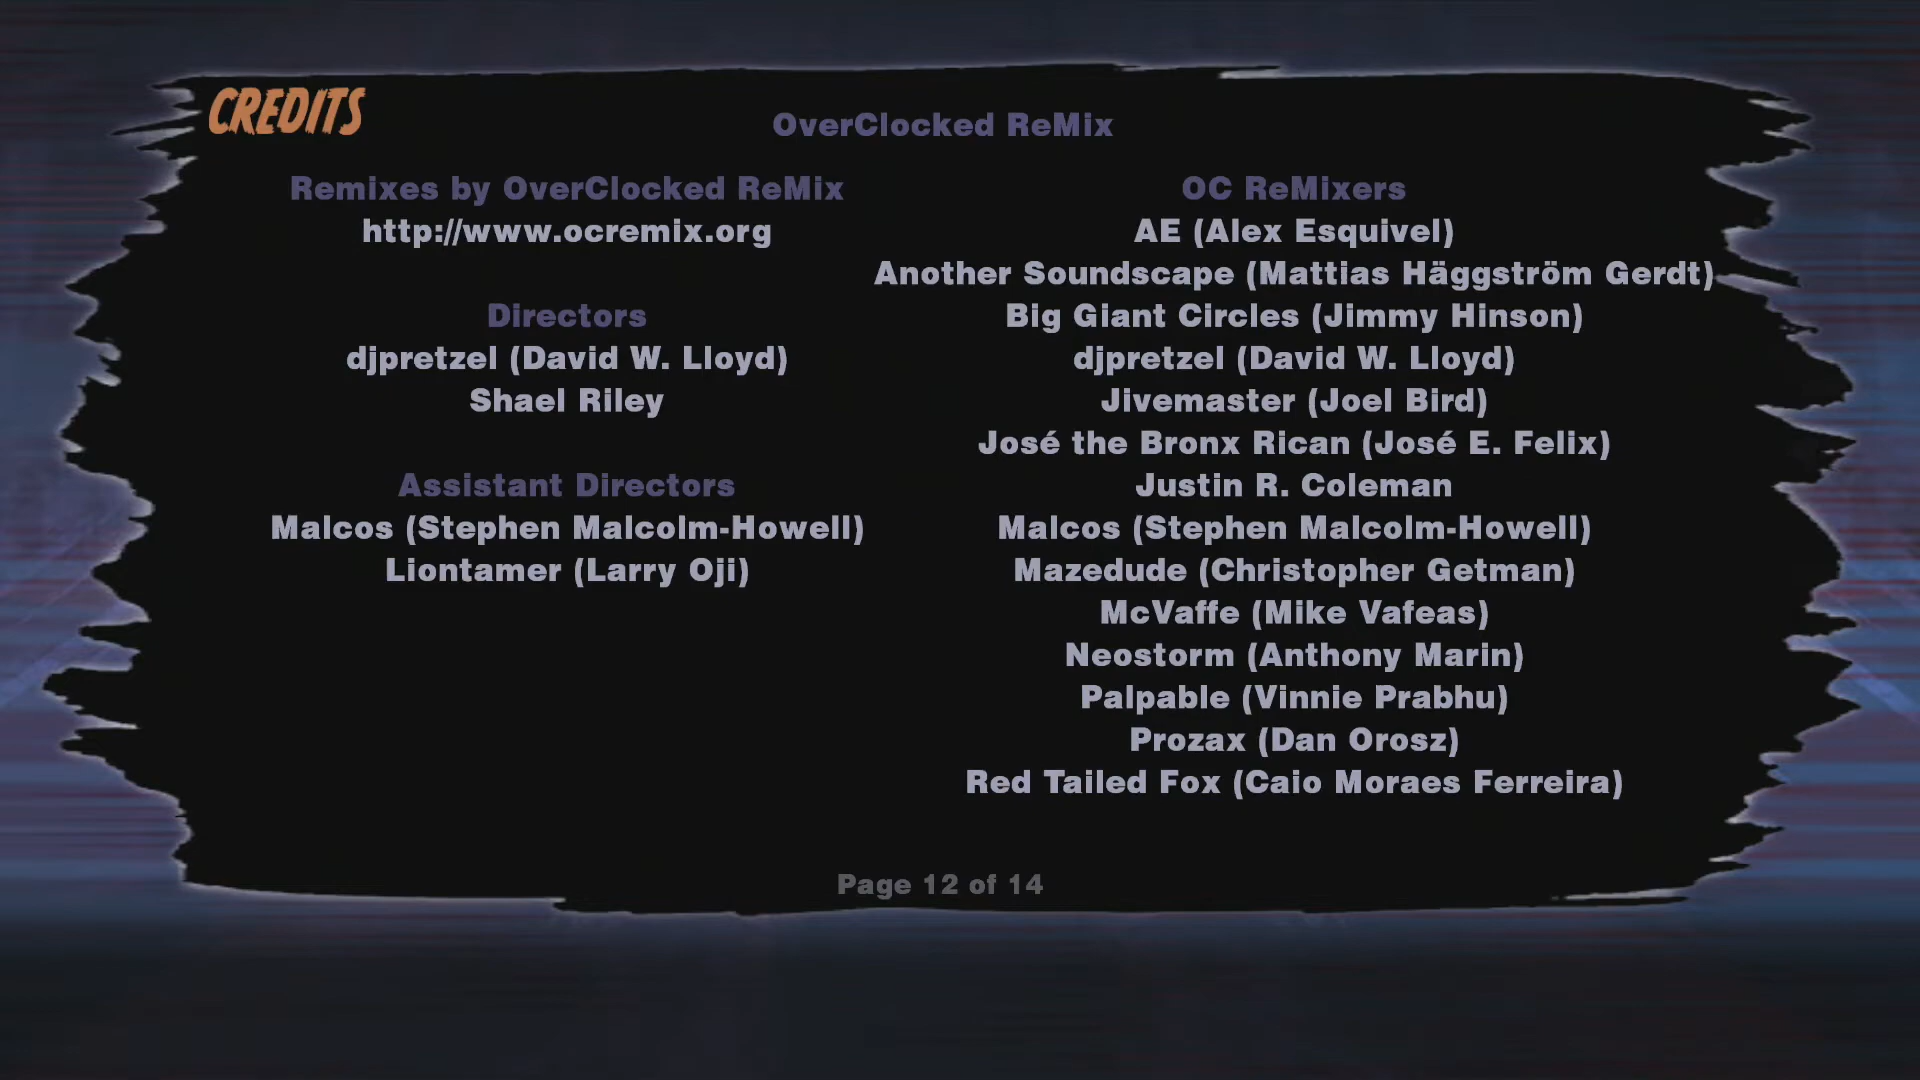 CREDITS
OverClocked ReMix
Remixes by OverClocked ReMix
http://www.ocremix.org
Directors
djpretzel (David W. Lloyd)
Shael Riley
Assistant Directors
Malcos (Stephen Malcolm-Howell)
Liontamer (Larry Oji)
OC ReMixers
AE (Alex Esquivel)
Another Soundscape (Mattias Häggström Gerdt)
Big Giant Circles (Jimmy Hinson)
djpretzel (David W. Lloyd)
Jivemaster (Joel Bird)
José the Bronx Rican (José E. Felix)
Justin R. Coleman
Malcos (Stephen Malcolm-Howell)
Mazedude (Christopher Getman)
McVaffe (Mike Vafeas)
Neostorm (Anthony Marin)
Palpable (Vinnie Prabhu)
Prozax (Dan Orosz)
Red Tailed Fox (Caio Moraes Ferreira)
Page 12 of 14